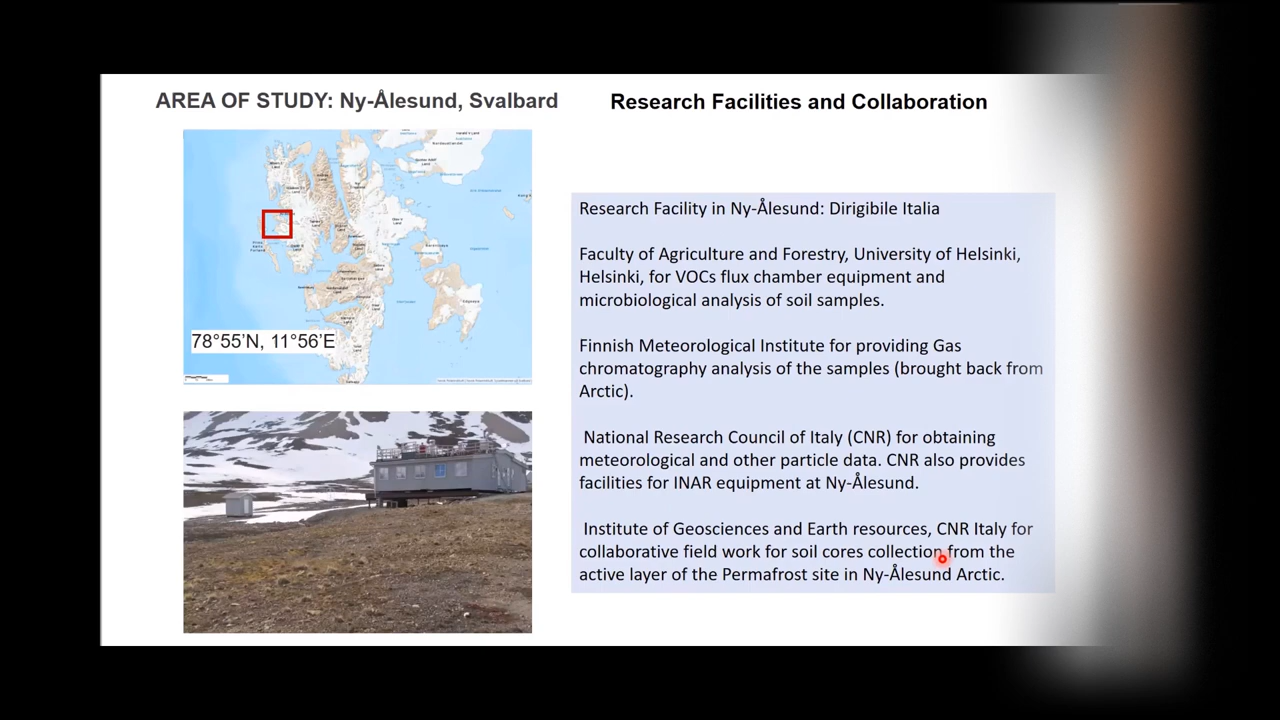 AREA OF STUDY: Ny-Ålesund, Svalbard
78°55’N, 11°56’E
Research Facilities and Collaboration
Research Facility in Ny-Ålesund: Dirigibile Italia
Faculty of Agriculture and Forestry, University of Helsinki,
Helsinki, for VOCs flux chamber equipment and
microbiological analysis of soil samples.
Finnish Meteorological Institute for providing Gas
chromatography analysis of the samples (brought back from
Arctic).
National Research Council of Italy (CNR) for obtaining
meteorological and other particle data. CNR also provides
facilities for INAR equipment at Ny-Ålesund.
Institute of Geosciences and Earth resources, CNR Italy for
collaborative field work for soil cores collection from the
active layer of the Permafrost site in Ny-Ålesund Arctic.